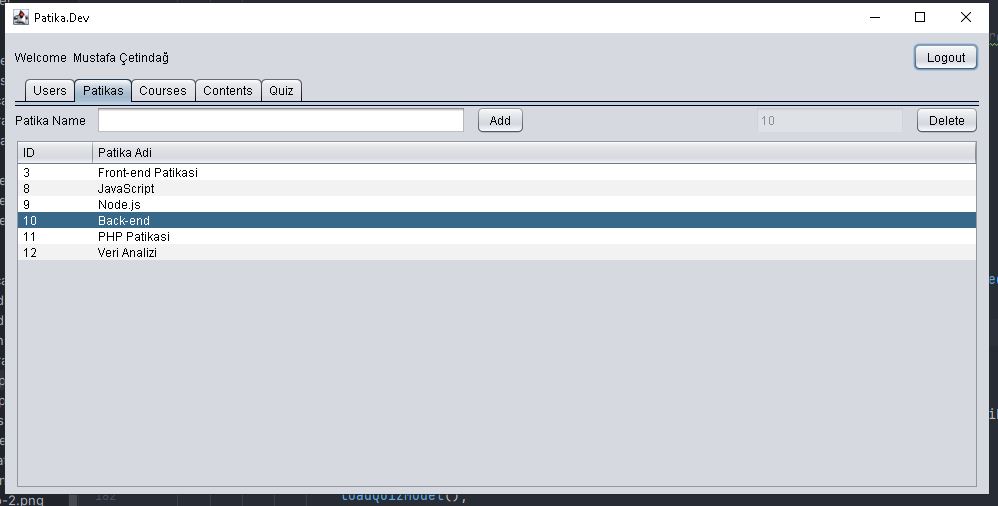 Patika.Dev
Welcome Mustafa Çetindağ
Logout
Users Patikas Courses Contents Quiz
Patika Name Add 10 Delete
ID Patika Adi
3 Front-end Patikasi
8 JavaScript
9 Node.js
10 Back-end
11 PHP Patikasi
12 Veri Analizi
-2.png 182 loadQuizModel();